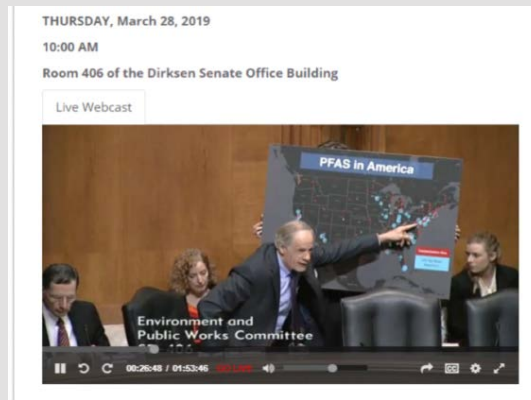 THURSDAY, March 28, 2019
10:00 AM
Room 406 of the Dirksen Senate Office Building
Live Webcast
PFAS in America
Environment and
Public Works Committee
00:26:48 / 01:53:46
CC